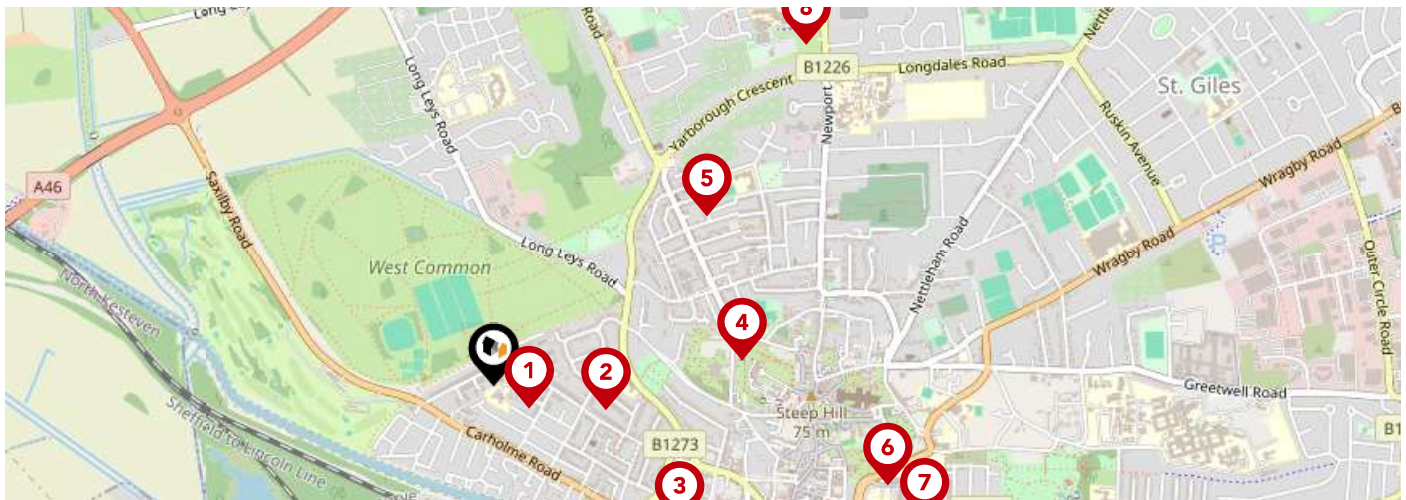 8
B1226
Longdales Road
St. Giles
Road
Long Leys Road
Yarborough Crescent
Newport
Ruskin Avenue
Wragby Road
A46
5
Saxilby Road
Long Leys Road
West Common
Nettleham Road
Wragby Road
Outer Circle Road
P
North Kesteven
4
1
2
Steep Hill
75 m
Greetwell Road
Sheffield to Lincoln Line
Carholme Road
B1273
6
3
7